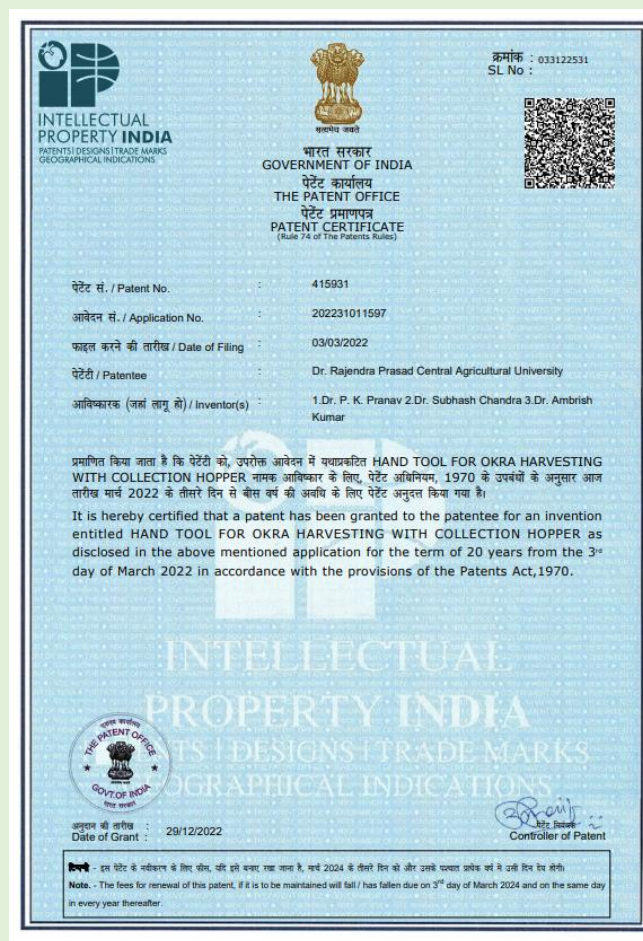 INTELLECTUAL
PROPERTY INDIA
PATENTS | DESIGNS | TRADE MARKS
GEOGRAPHICAL INDICATIONS
सत्यमेव जयते
क्रमांक : 033122531
SL No :
भारत सरकार
GOVERNMENT OF INDIA
पेटेंट कार्यालय
THE PATENT OFFICE
पेटेंट प्रमाणपत्र
PATENT CERTIFICATE
(Rule 74 of The Patents Rules)
पेटेंट सं. / Patent No. : 415931
आवेदन सं. / Application No. : 202231011597
फाइल करने की तारीख / Date of Filing : 03/03/2022
पेटेंटी / Patentee : Dr. Rajendra Prasad Central Agricultural University
आविष्कारक (जहां लागू हो) / Inventor(s) : 1.Dr. P. K. Pranav 2.Dr. Subhash Chandra 3.Dr. Ambrish
Kumar
प्रमाणित किया जाता है कि पेटेंटी को, उपरोक्त आवेदन में यथाप्रकटित HAND TOOL FOR OKRA HARVESTING
WITH COLLECTION HOPPER नामक आविष्कार के लिए, पेटेंट अधिनियम, 1970 के उपबंधों के अनुसार आज
तारीख मार्च 2022 के तीसरे दिन से बीस वर्ष की अवधि के लिए पेटेंट अनुदत्त किया गया है।
It is hereby certified that a patent has been granted to the patentee for an invention
entitled HAND TOOL FOR OKRA HARVESTING WITH COLLECTION HOPPER as
disclosed in the above mentioned application for the term of 20 years from the 3rd
day of March 2022 in accordance with the provisions of the Patents Act,1970.
INTELLECTUAL
PROPERTY INDIA
DESIGNS | TRADE MARKS
THE PATENT OFFICE
GOVT.OF INDIA
भारत सरकार
अनुदान की तारीख :
Date of Grant : 29/12/2022
पेटेंट नियंत्रक
Controller of Patent
टिप्पणी - इस पेटेंट के नवीकरण के लिए फीस, यदि इसे बनाए रखा जाना है, मार्च 2024 के तीसरे दिन को और उसके पश्चात प्रत्येक वर्ष मे उसी दिन देय होगी।
Note. - The fees for renewal of this patent, if it is to be maintained will fall / has fallen due on 3rd day of March 2024 and on the same day
in every year thereafter.